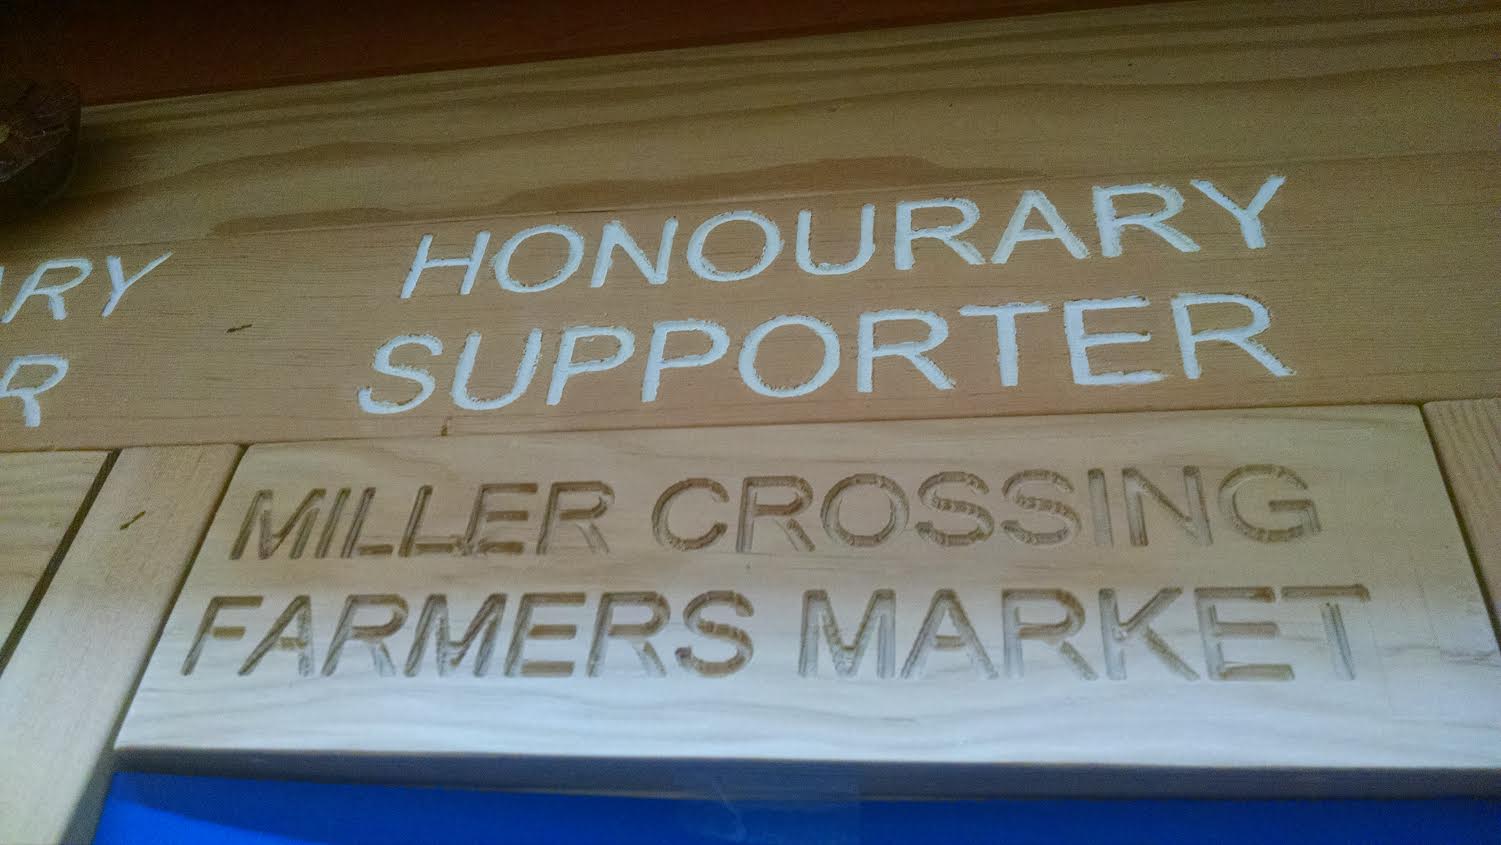 HONOURARY
SUPPORTER
MILLER CROSSING
FARMERS MARKET